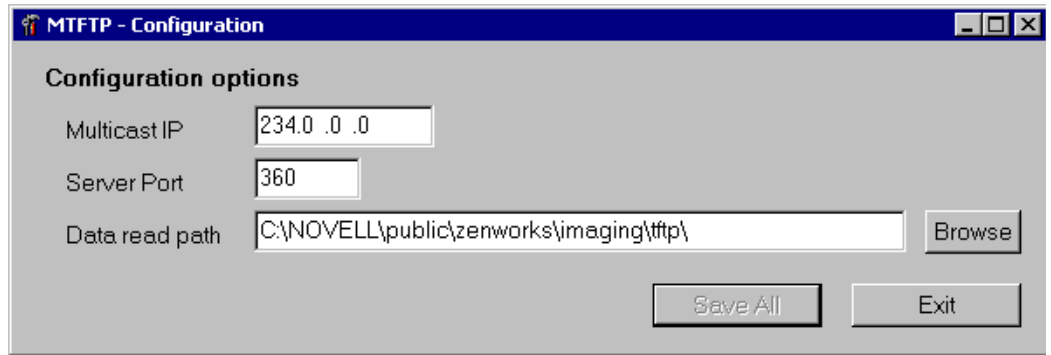 MTFTP - Configuration
Configuration options
Multicast IP 234.0 .0 .0
Server Port 360
Data read path C:\NOVELL\public\zenworks\imaging\tftp\ Browse
Save All Exit